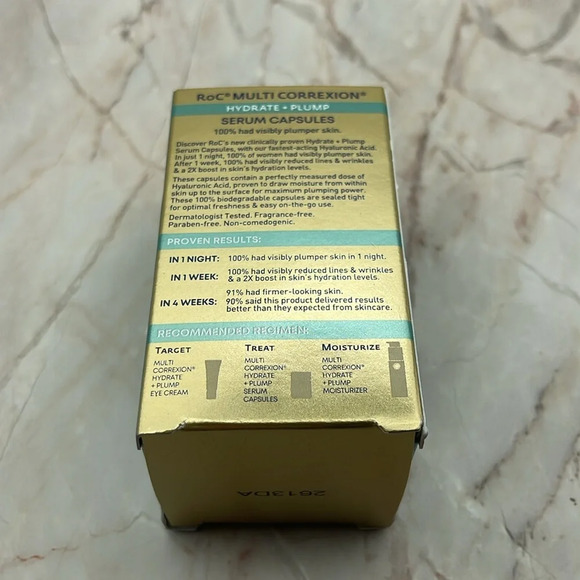 RoC® MULTI CORREXION®
HYDRATE + PLUMP
SERUM CAPSULES
100% had visibly plumper skin.
Discover RoC's new clinically proven Hydrate + Plump
Serum Capsules, with our fastest-acting Hyaluronic Acid.
In just 1 night, 100% of women had visibly plumper skin.
After 1 week, 100% had visibly reduced lines & wrinkles
& a 2X boost in skin's hydration levels.
These capsules contain a perfectly measured dose of
Hyaluronic Acid, proven to draw moisture from within
skin up to the surface for maximum plumping power.
These 100% biodegradable capsules are sealed tight
for optimal freshness & easy on-the-go use.
Dermatologist Tested. Fragrance-free.
Paraben-free. Non-comedogenic.
PROVEN RESULTS:
IN 1 NIGHT: 100% had visibly plumper skin in 1 night.
IN 1 WEEK: 100% had visibly reduced lines & wrinkles
& a 2X boost in skin's hydration levels.
91% had firmer-looking skin.
IN 4 WEEKS: 90% said this product delivered results
better than they expected from skincare.
RECOMMENDED REGIMEN:
TARGET
MULTI
CORREXION®
HYDRATE
+ PLUMP
EYE CREAM
TREAT
MULTI
CORREXION®
HYDRATE
+ PLUMP
SERUM
CAPSULES
MOISTURIZE
MULTI
CORREXION®
HYDRATE
+ PLUMP
MOISTURIZER
2613DA